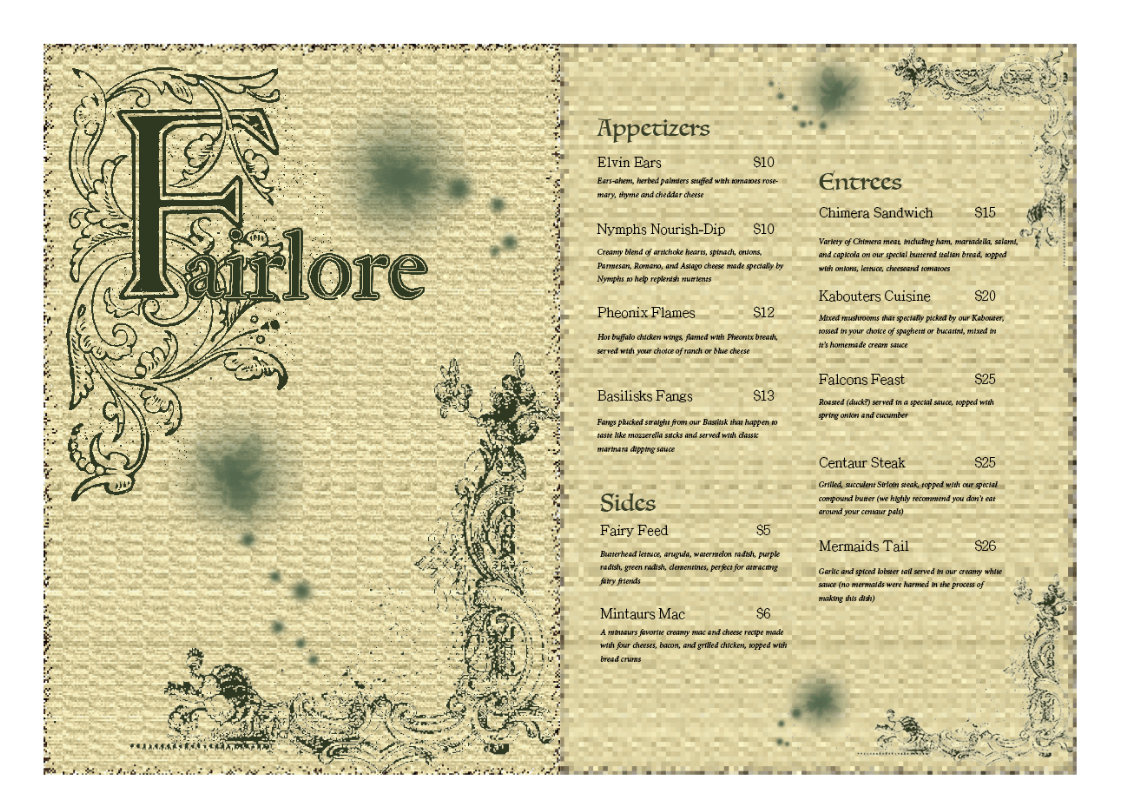 Fairlore
Appetizers
Elvin Ears $10
Ears-ahem, herbed palmiers stuffed with tomatoes rose-
mary, thyme and cheddar cheese
Nymphs Nourish-Dip $10
Creamy blend of artichoke hearts, spinach, onions,
Parmesan, Romano, and Asiago cheese made specially by
Nymphs to help replenish nutrients
Pheonix Flames $12
Hot buffalo chicken wings, flamed with Pheonix breath,
served with your choice of ranch or blue cheese
Basilisks Fangs $13
Fangs plucked straight from our Basilisk that happen to
taste like mozzerella sticks and served with classic
marinara dipping sauce
Sides
Fairy Feed $5
Butterhead lettuce, arugula, watermelon radish, purple
radish, green radish, clementines, perfect for attracting
fairy friends
Mintaurs Mac $6
A mintaurs favorite creamy mac and cheese recipe made
with four cheeses, bacon, and grilled chicken, topped with
bread crums
Entrees
Chimera Sandwich $15
Variety of Chimera meat, including ham, martadella, salami,
and capicola on our special buttered italian bread, topped
with onions, lettuce, cheeseand tomatoes
Kabouters Cuisine $20
Mixed mushrooms that specially picked by our Kabouter,
tossed in your choice of spaghetti or bucatini, mixed in
it's homemade cream sauce
Falcons Feast $25
Roasted (duck?) served in a special sauce, topped with
spring onion and cucumber
Centaur Steak $25
Grilled, succulent Sirloin steak, topped with our special
compound butter (we highly recommend you don't eat
around your centaur pals)
Mermaids Tail $26
Garlic and spiced lobster tail served in our creamy white
sauce (no mermaids were harmed in the process of
making this dish)